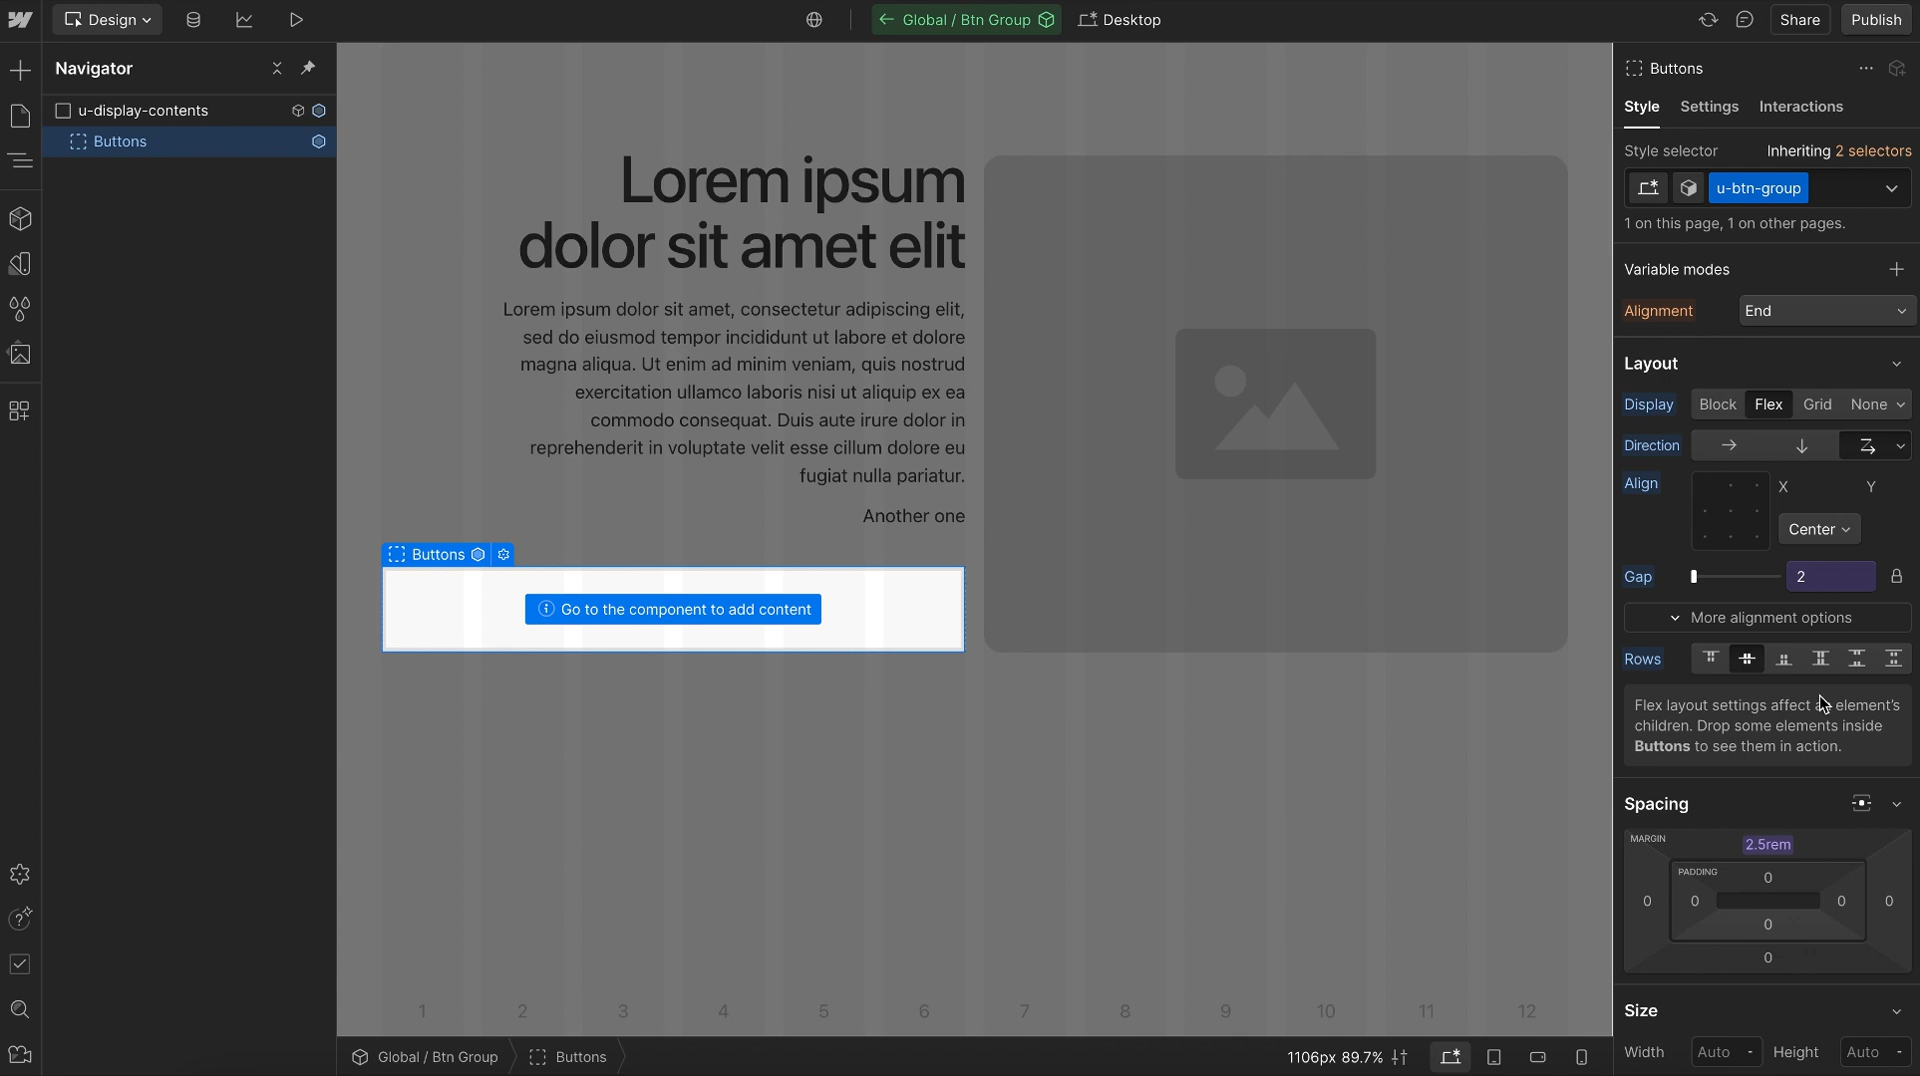 Design
Global / Btn Group
Desktop
Share
Publish
Navigator
u-display-contents
Buttons
Lorem ipsum
dolor sit amet elit
Lorem ipsum dolor sit amet, consectetur adipiscing elit,
sed do eiusmod tempor incididunt ut labore et dolore
magna aliqua. Ut enim ad minim veniam, quis nostrud
exercitation ullamco laboris nisi ut aliquip ex ea
commodo consequat. Duis aute irure dolor in
reprehenderit in voluptate velit esse cillum dolore eu
fugiat nulla pariatur.
Another one
Buttons
Go to the component to add content
1 2 3 4 5 6 7 8 9 10 11 12
Global / Btn Group Buttons
1106px 89.7%
Buttons
Style Settings Interactions
Style selector Inheriting 2 selectors
u-btn-group
1 on this page, 1 on other pages.
Variable modes
Alignment End
Layout
Display Block Flex Grid None
Direction
Align X Y
Center
Gap 2
More alignment options
Rows
Flex layout settings affect element's
children. Drop some elements inside
Buttons to see them in action.
Spacing
MARGIN 2.5rem
PADDING 0
0 0 0 0
0
0
Size
Width Auto - Height Auto -